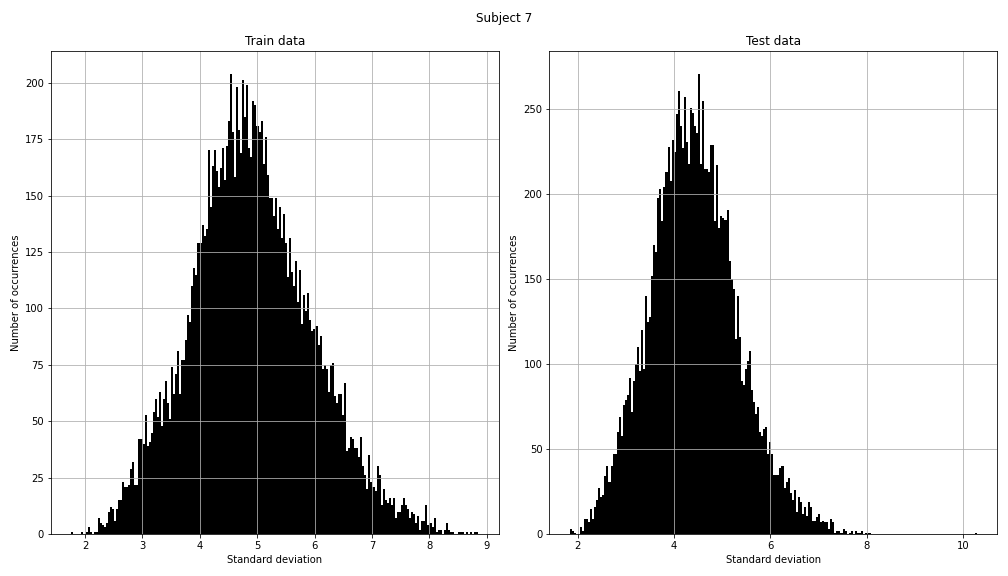 Subject 7
Train data
Test data
Number of occurrences
200
175
150
125
100
75
50
25
0
2 3 4 5 6 7 8 9
Standard deviation
Number of occurrences
250
200
150
100
50
0
2 4 6 8 10
Standard deviation